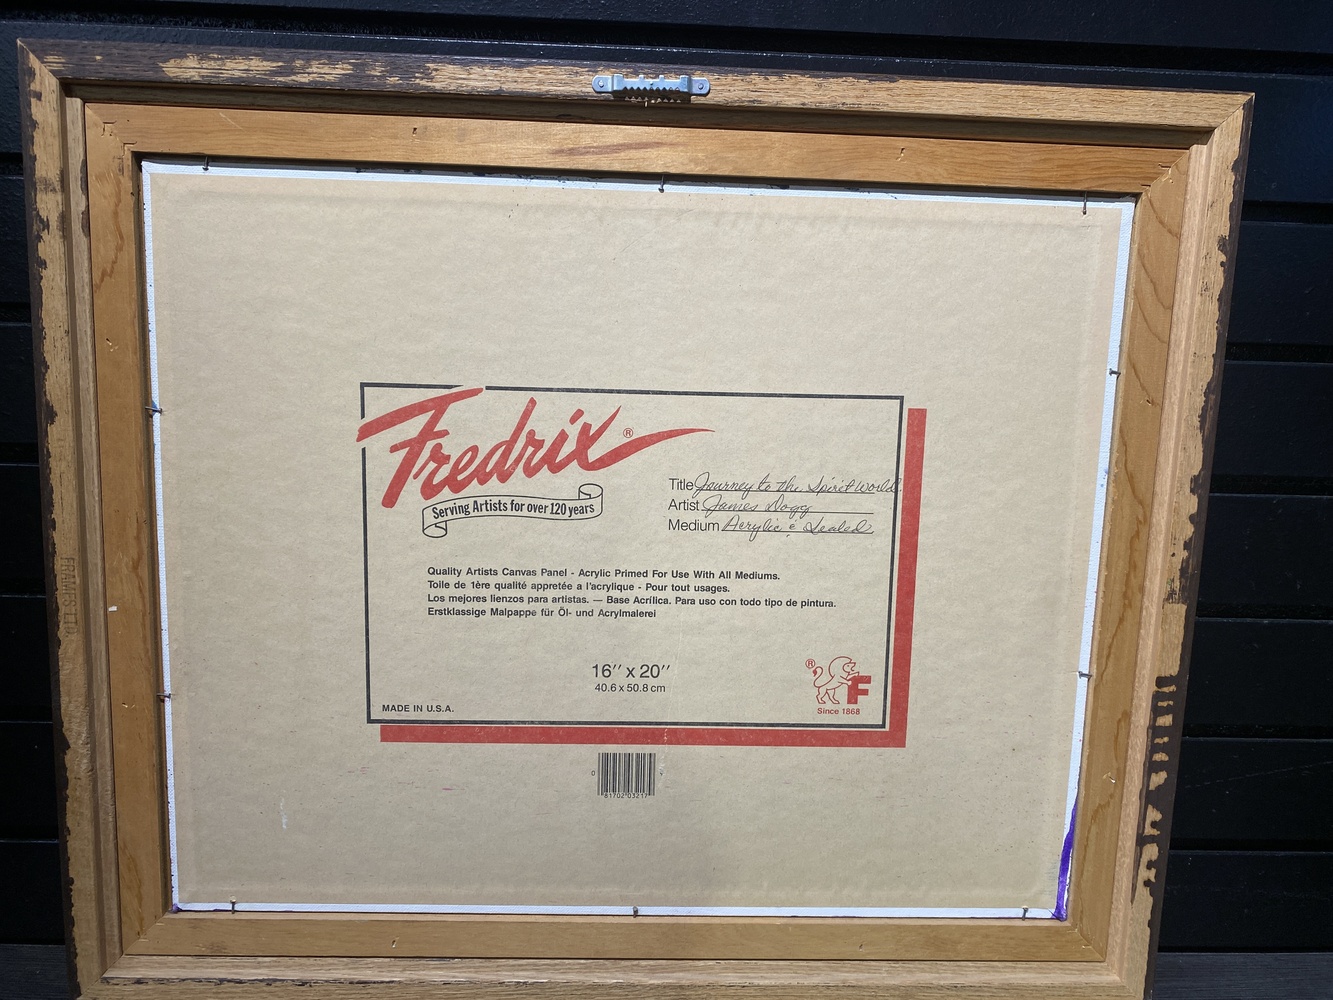 Fredrix®
Serving Artists for over 120 years
Title Journey to the Spirit World
Artist James Dogg
Medium Acrylic & Sealed
Quality Artists Canvas Panel - Acrylic Primed For Use With All Mediums.
Toile de 1ère qualité appretée a l'acrylique - Pour tout usages.
Los mejores lienzos para artistas. — Base Acrílica. Para uso con todo tipo de pintura.
Erstklassige Malpappe für Öl- und Acrylmalerei
16″ x 20″
40.6 x 50.8 cm
®
F
Since 1868
MADE IN U.S.A.
0 81702 03217